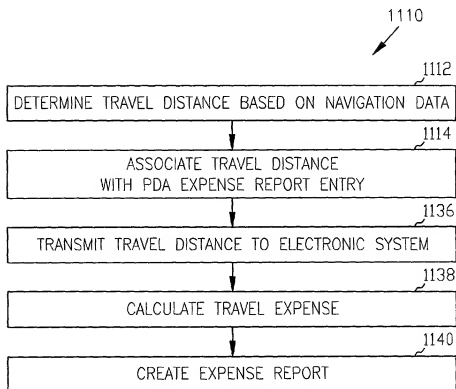 1110
1112
DETERMINE TRAVEL DISTANCE BASED ON NAVIGATION DATA
1114
ASSOCIATE TRAVEL DISTANCE
WITH PDA EXPENSE REPORT ENTRY
1136
TRANSMIT TRAVEL DISTANCE TO ELECTRONIC SYSTEM
1138
CALCULATE TRAVEL EXPENSE
1140
CREATE EXPENSE REPORT